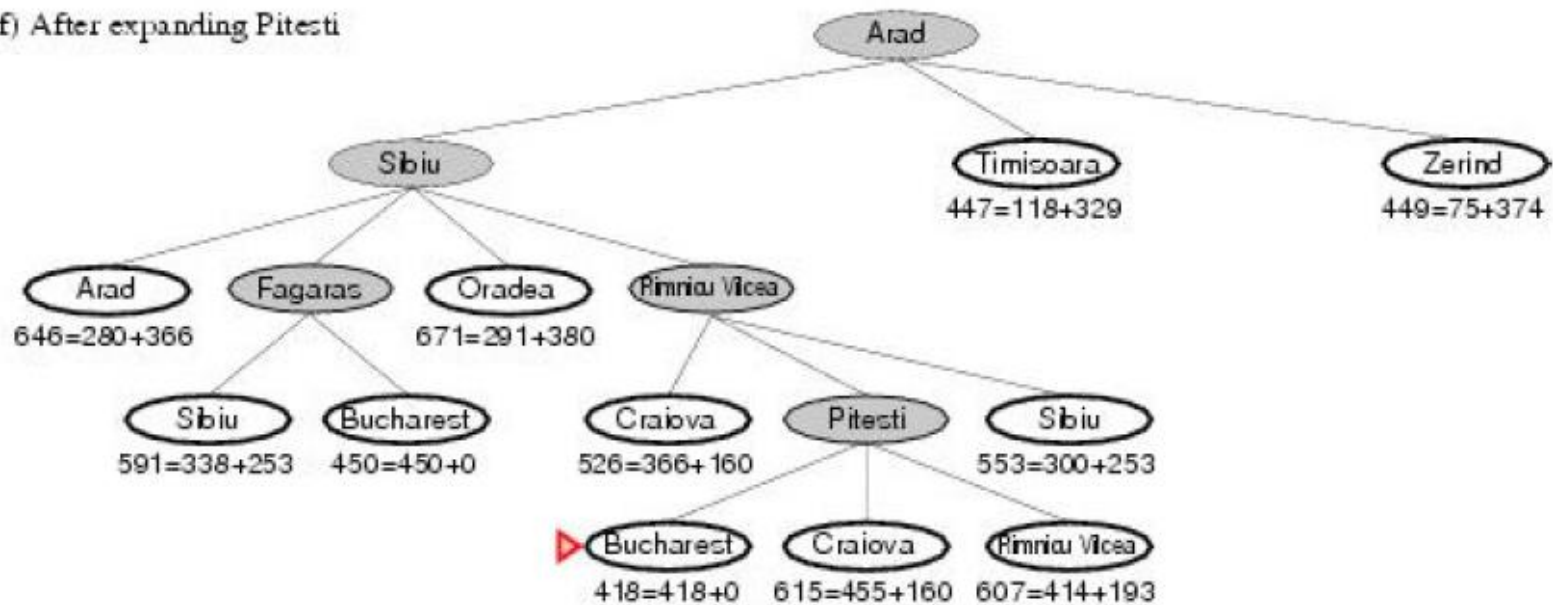 f) After expanding Pitesti
Arad
Sibiu
Timisoara
Zerind
447=118+329
449=75+374
Arad
Fagaras
Oradea
Rimnicu Vilcea
646=280+366
671=291+380
Sibiu
Bucharest
Craiova
Pitesti
Sibiu
591=338+253
450=450+0
526=366+160
553=300+253
Bucharest
Craiova
Rimnicu Vilcea
418=418+0
615=455+160
607=414+193